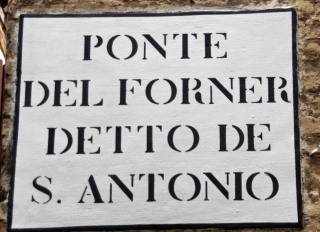 PONTE
DEL FORNER
DETTO DE
S. ANTONIO